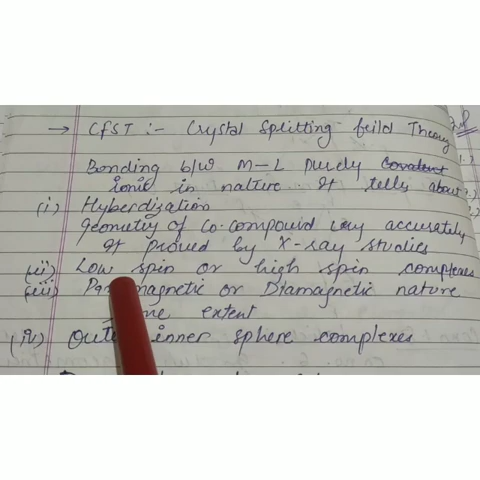 → CFST :- Crystal Splitting feild Theory
Bonding b/w M-L purely Covalent
ionic in nature. It tells about
(i) Hyberdization
geometry of Co-compound very accurately
It proved by X-ray studies
(ii) Low spin or high spin complexes
(iii) Magnetic or Diamagnetic nature
extent
(iv) inner sphere complexes